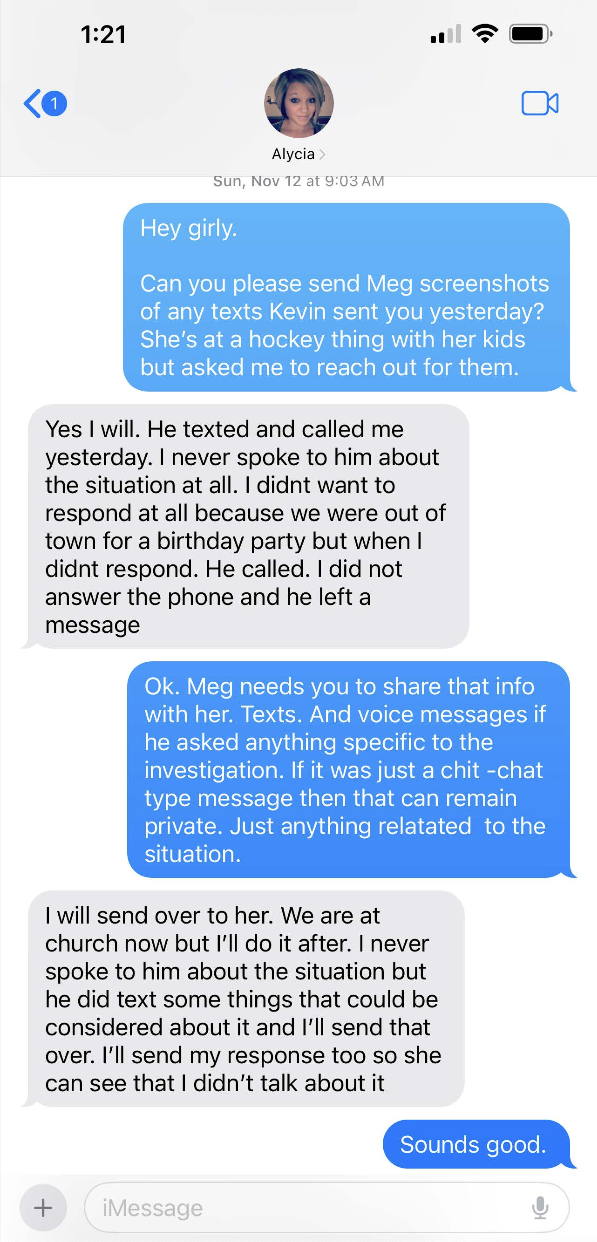 1:21
1
Alycia
Sun, Nov 12 at 9:03 AM
Hey girly.
Can you please send Meg screenshots
of any texts Kevin sent you yesterday?
She's at a hockey thing with her kids
but asked me to reach out for them.
Yes I will. He texted and called me
yesterday. I never spoke to him about
the situation at all. I didnt want to
respond at all because we were out of
town for a birthday party but when I
didnt respond. He called. I did not
answer the phone and he left a
message
Ok. Meg needs you to share that info
with her. Texts. And voice messages if
he asked anything specific to the
investigation. If it was just a chit -chat
type message then that can remain
private. Just anything relatated  to the
situation.
I will send over to her. We are at
church now but I'll do it after. I never
spoke to him about the situation but
he did text some things that could be
considered about it and I'll send that
over. I'll send my response too so she
can see that I didn't talk about it
Sounds good.
iMessage